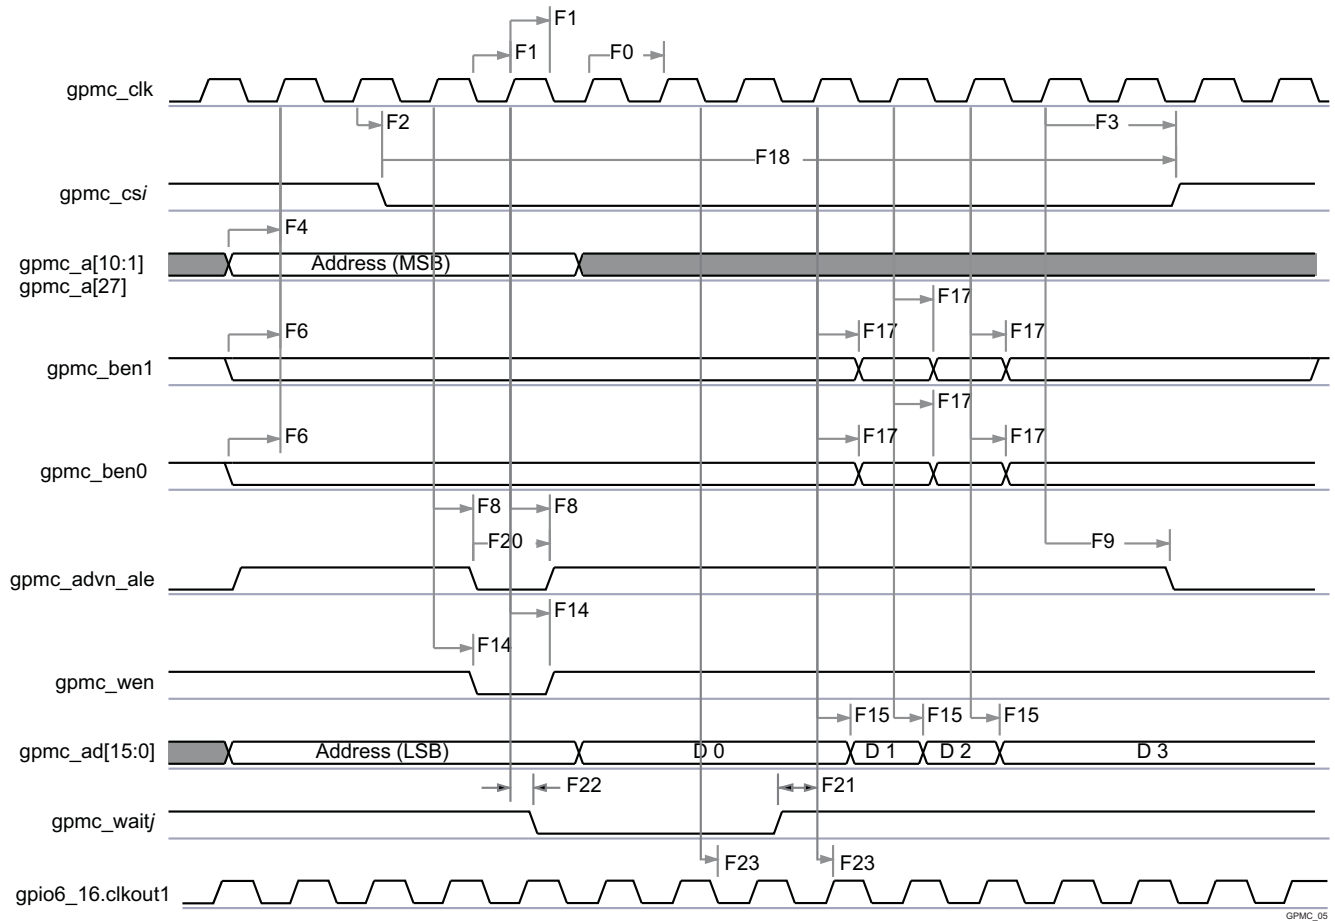 F1
F1
F0
gpmc_clk
F2
F3
F18
gpmc_csi
F4
gpmc_a[10:1]
Address (MSB)
gpmc_a[27]
F17
F6
F17
F17
gpmc_ben1
F17
F6
F17
F17
gpmc_ben0
F8
F8
F20
F9
gpmc_advn_ale
F14
F14
gpmc_wen
F15
F15
F15
gpmc_ad[15:0]
Address (LSB)
D 0
D 1
D 2
D 3
F22
F21
gpmc_waitj
F23
F23
gpio6_16.clkout1
GPMC_05